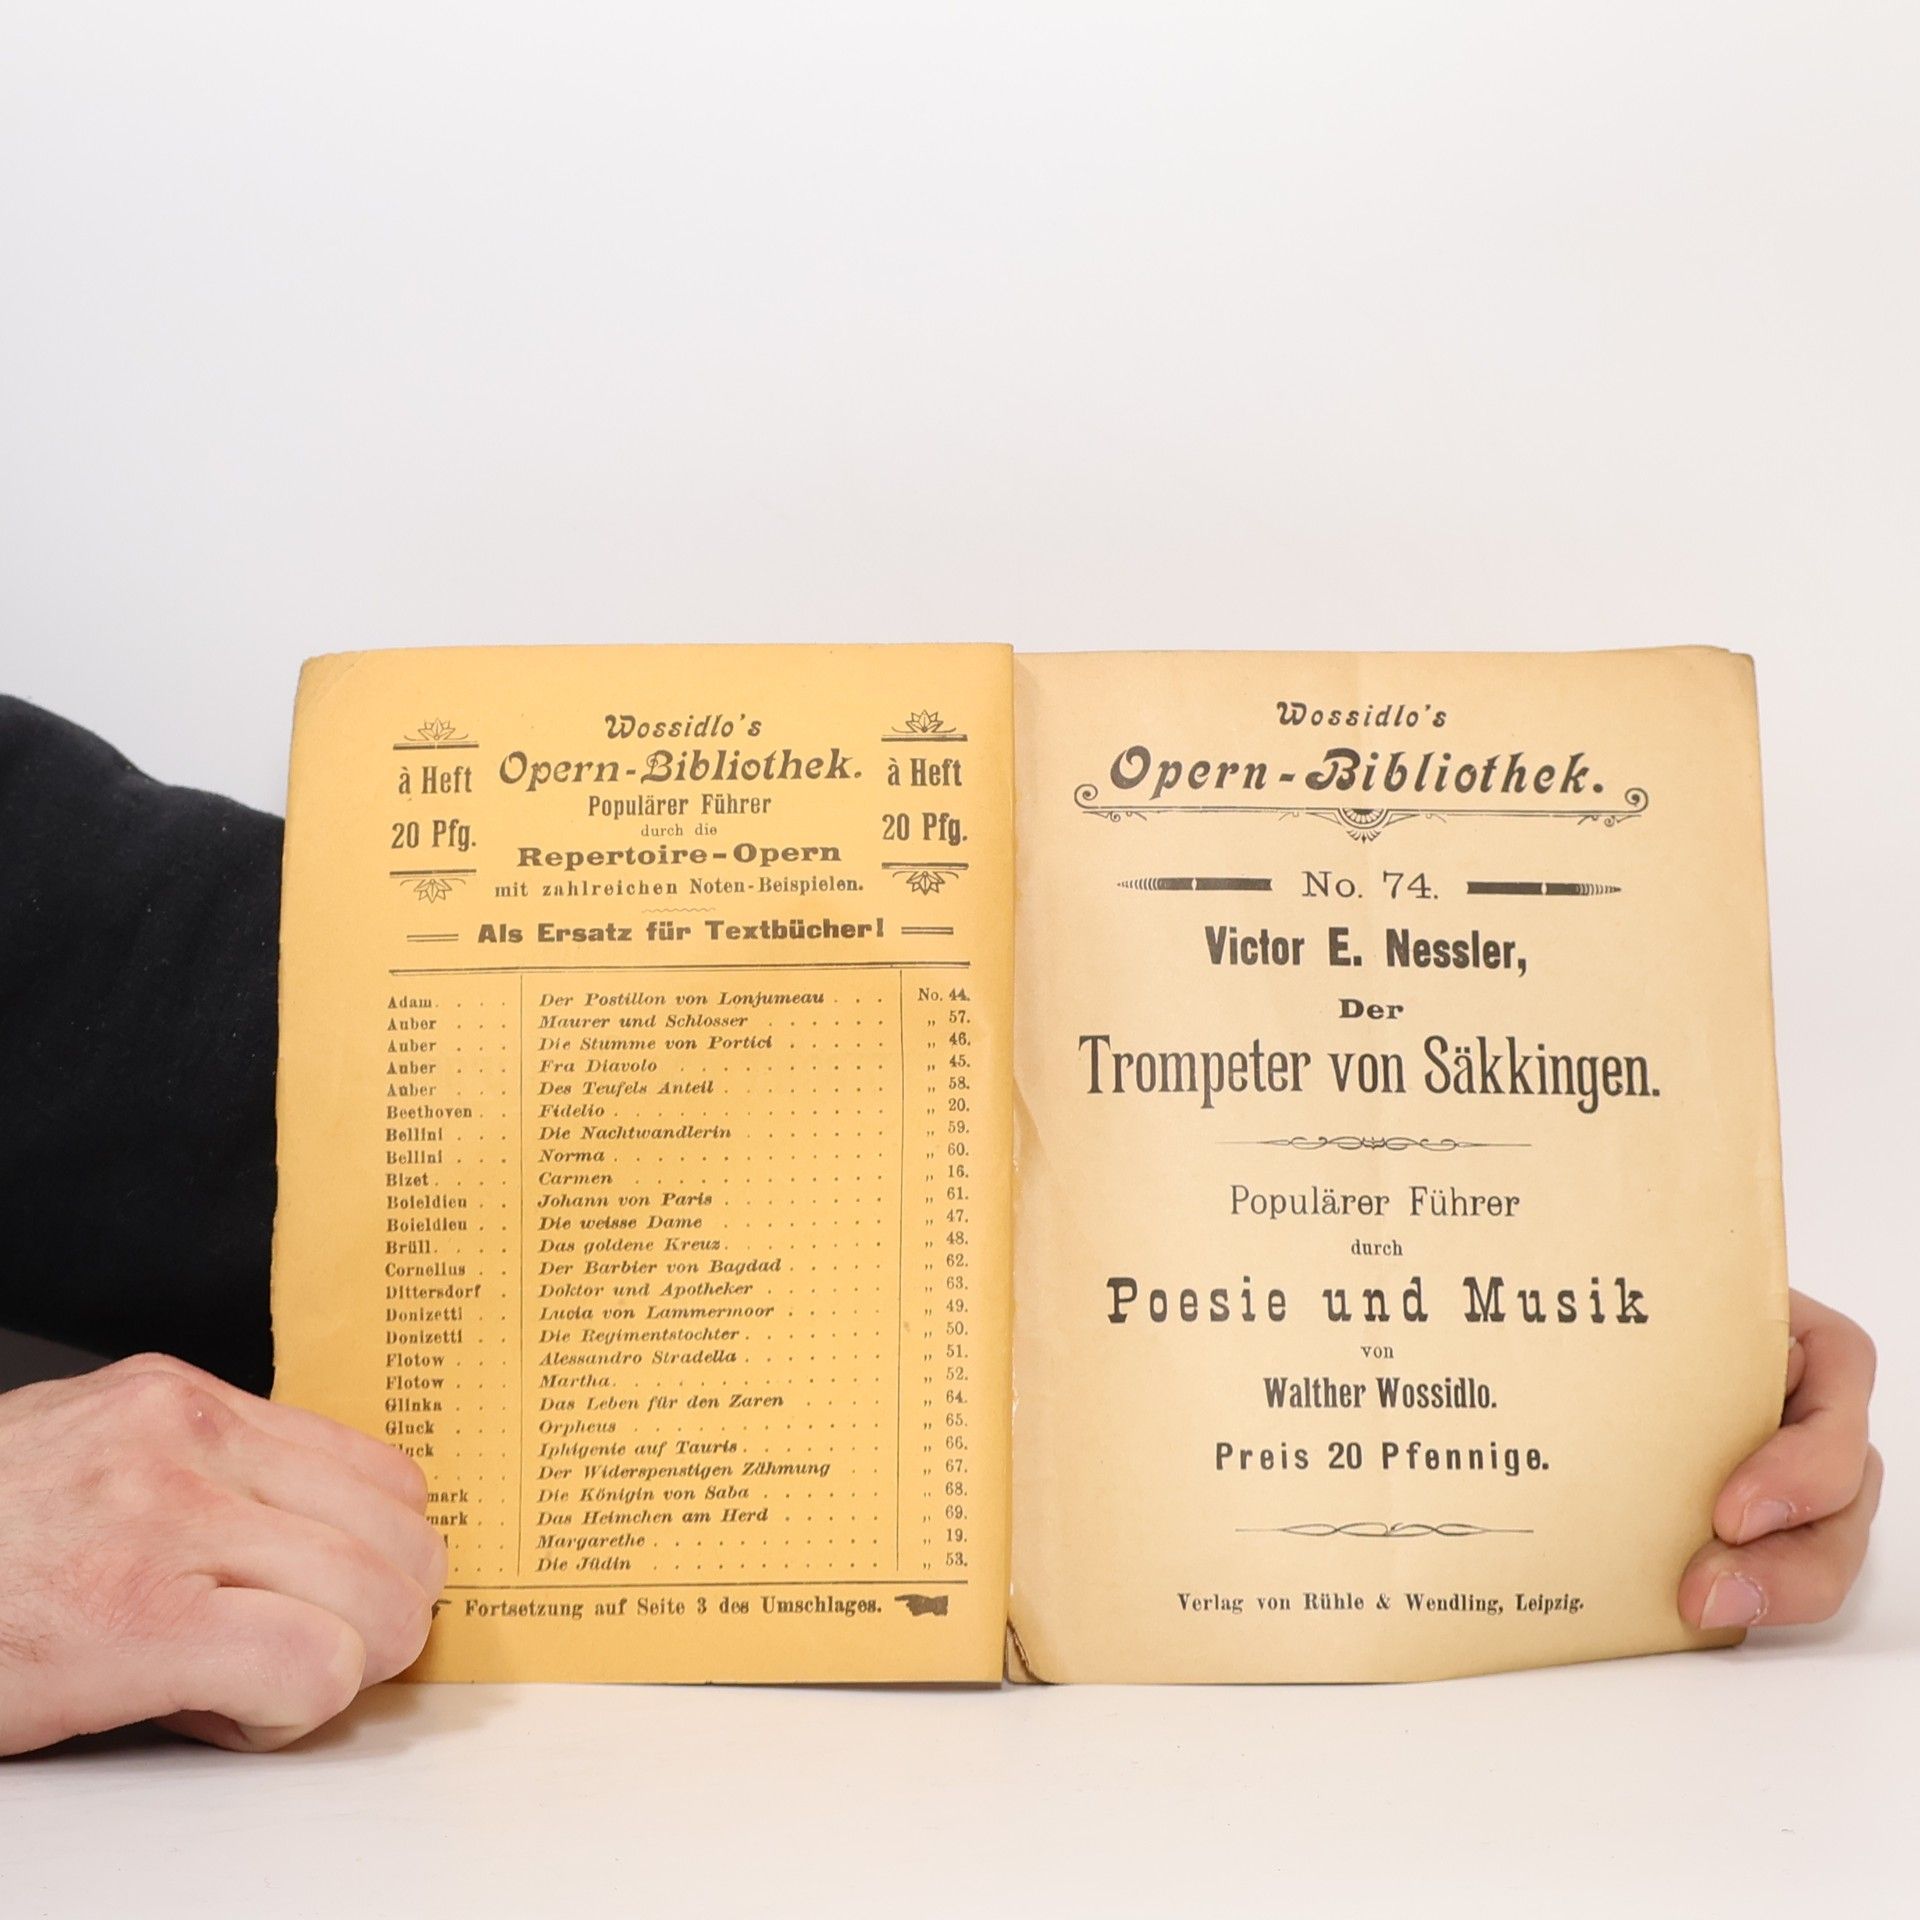 Wossidlo's
Opern-Bibliothek.
Populärer Führer
durch die
Repertoire-Opern
mit zahlreichen Noten-Beispielen.
à Heft
20 Pfg.
à Heft
20 Pfg.
Als Ersatz für Textbücher!
Adam. . . . Der Postillon von Lonjumeau . . . No. 44.
Auber . . . Maurer und Schlosser . . . . . . „ 57.
Auber . . . Die Stumme von Portici . . . . . „ 46.
Auber . . . Fra Diavolo . . . . . . . . . . „ 45.
Auber . . . Des Teufels Anteil . . . . . . . . „ 58.
Beethoven . . Fidelio . . . . . . . . . . . . . „ 20.
Bellini . . . Die Nachtwandlerin . . . . . . . „ 59.
Bellini . . . Norma . . . . . . . . . . . . . „ 60.
Bizet . . . . Carmen . . . . . . . . . . . . „ 16.
Boieldieu . . Johann von Paris . . . . . . . . „ 61.
Boieldieu . . Die weisse Dame . . . . . . . . „ 47.
Brüll. . . . Das goldene Kreuz . . . . . . . . „ 48.
Cornelius . . Der Barbier von Bagdad . . . . . „ 62.
Dittersdorf . Doktor und Apotheker . . . . . . „ 63.
Donizetti . . Lucia von Lammermoor . . . . . „ 49.
Donizetti . . Die Regimentstochter . . . . . . . „ 50.
Flotow . . . Alessandro Stradella . . . . . . . „ 51.
Flotow . . . Martha. . . . . . . . . . . . . „ 52.
Glinka . . . Das Leben für den Zaren . . . . „ 64.
Gluck . . . Orpheus . . . . . . . . . . . . „ 65.
luck . . . Iphigenie auf Tauris . . . . . . . „ 66.
. . . . Der Widerspenstigen Zähmung . . „ 67.
mark . . Die Königin von Saba . . . . . . „ 68.
mark . . Das Heimchen am Herd . . . . . „ 69.
. . . Margarethe . . . . . . . . . . . „ 19.
. . . Die Jüdin . . . . . . . . . . . „ 53.
Fortsetzung auf Seite 3 des Umschlages.
Wossidlo's
Opern-Bibliothek.
No. 74.
Victor E. Nessler,
Der
Trompeter von Säkkingen.
Populärer Führer
durch
Poesie und Musik
von
Walther Wossidlo.
Preis 20 Pfennige.
Verlag von Rühle & Wendling, Leipzig.